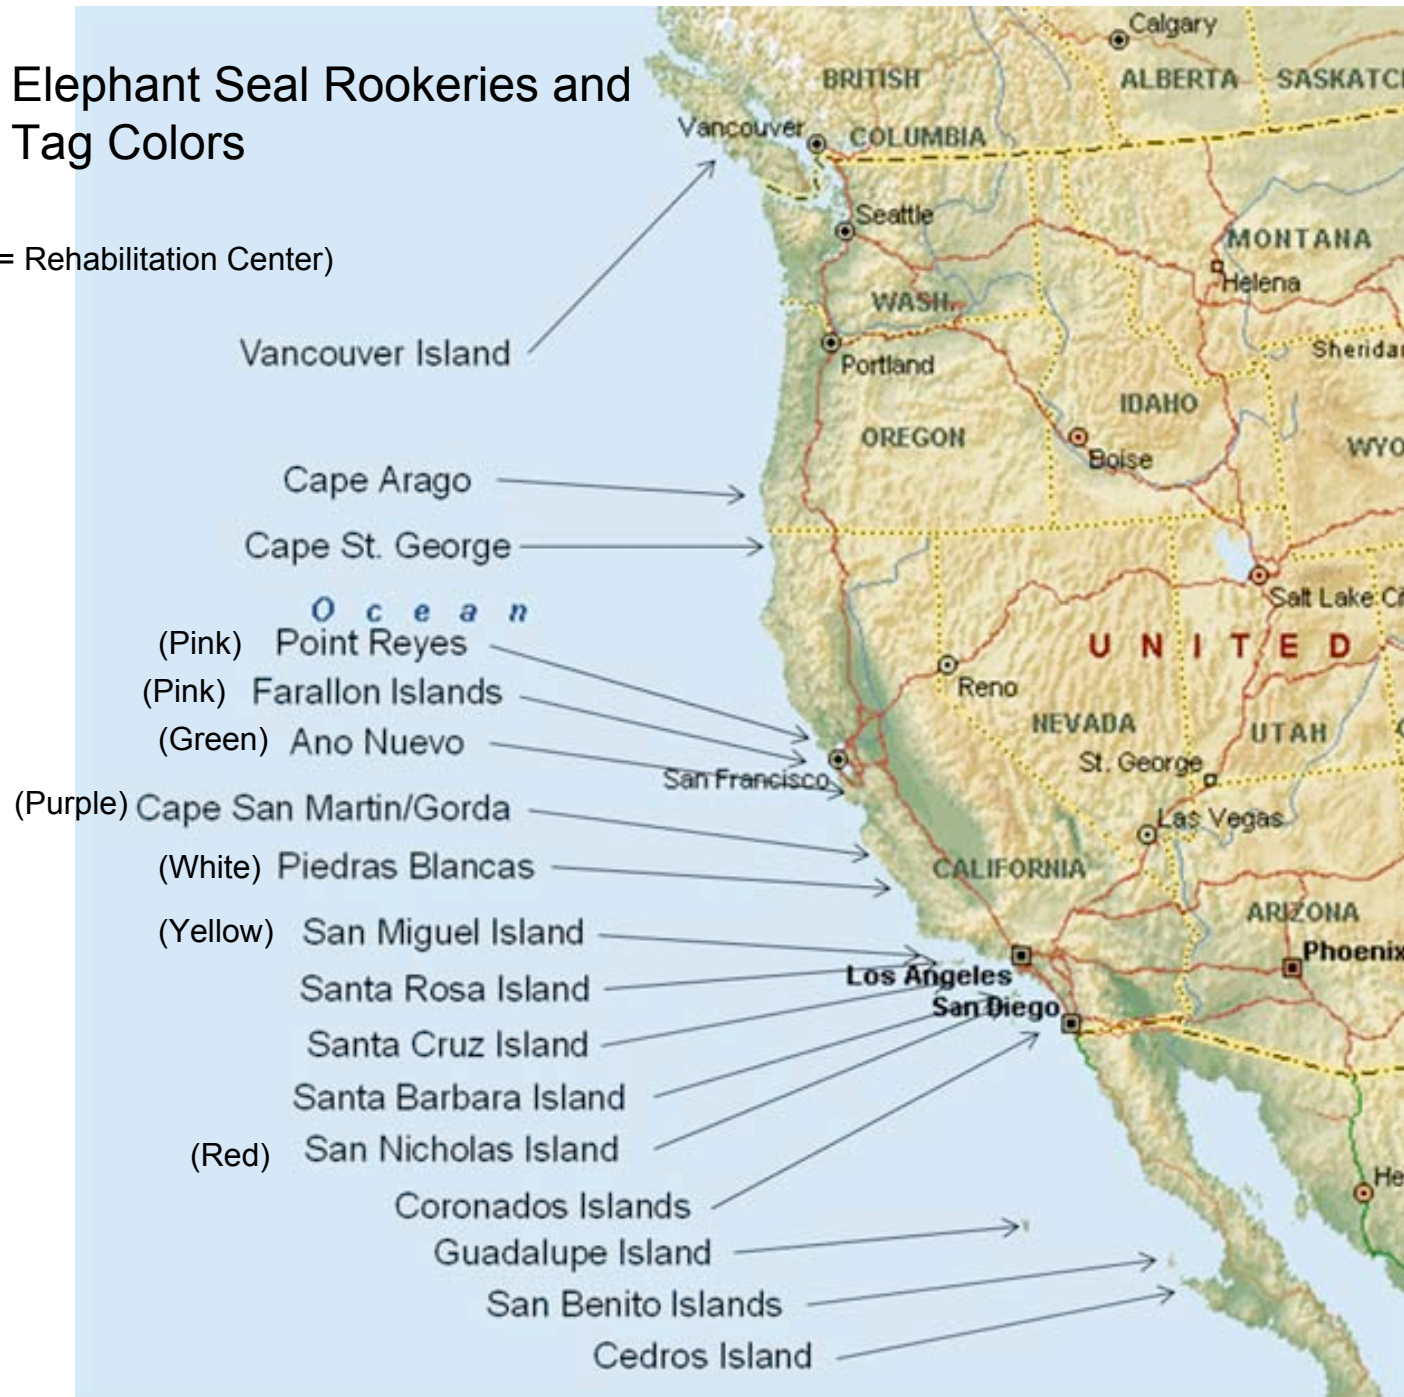 Elephant Seal Rookeries and
Tag Colors
= Rehabilitation Center)
Calgary
BRITISH
COLUMBIA
ALBERTA
SASKATC
Vancouver
Seattle
MONTANA
Helena
WASH.
Vancouver Island
Portland
Sheridan
IDAHO
OREGON
Boise
WYO
Cape Arago
Cape St. George
Ocean
Salt Lake Ci
(Pink) Point Reyes
UNITED
(Pink) Farallon Islands
Reno
NEVADA
UTAH
(Green) Ano Nuevo
San Francisco
St. George
(Purple) Cape San Martin/Gorda
Las Vegas
(White) Piedras Blancas
CALIFORNIA
ARIZONA
(Yellow) San Miguel Island
Phoenix
Los Angeles
Santa Rosa Island
San Diego
Santa Cruz Island
Santa Barbara Island
(Red) San Nicholas Island
He
Coronados Islands
Guadalupe Island
San Benito Islands
Cedros Island